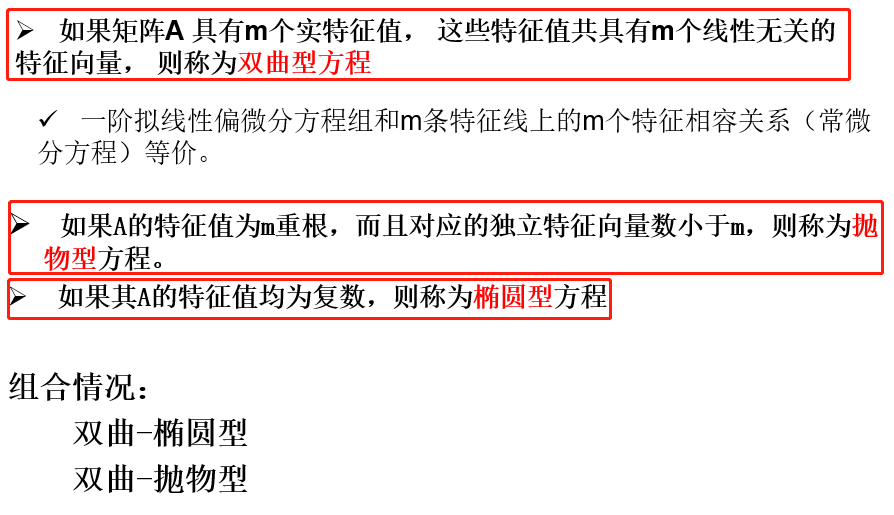 ➢ 如果矩阵A 具有m个实特征值， 这些特征值共具有m个线性无关的
特征向量， 则称为双曲型方程
✓ 一阶拟线性偏微分方程组和m条特征线上的m个特征相容关系（常微
分方程）等价。
➢ 如果A的特征值为m重根，而且对应的独立特征向量数小于m，则称为抛
物型方程。
➢ 如果其A的特征值均为复数，则称为椭圆型方程
组合情况：
双曲-椭圆型
双曲-抛物型